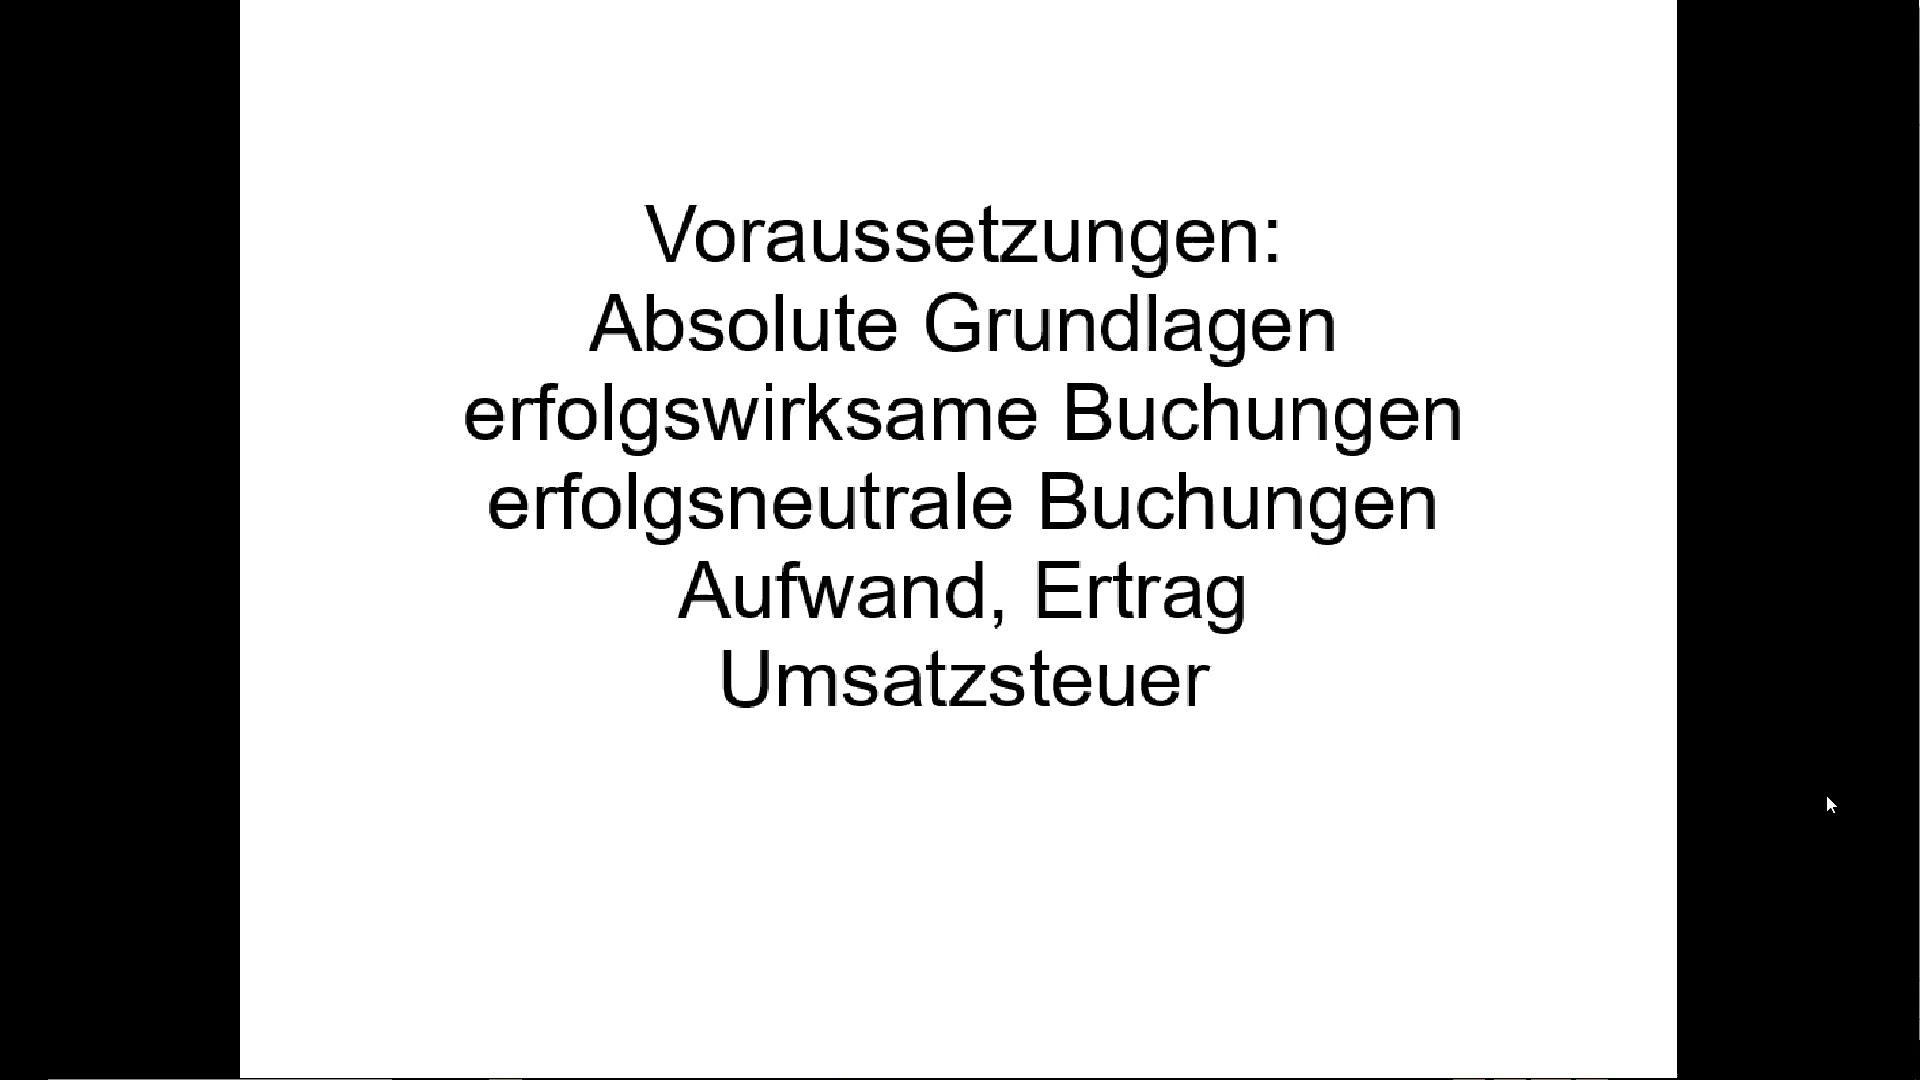 Voraussetzungen:
Absolute Grundlagen
erfolgswirksame Buchungen
erfolgsneutrale Buchungen
Aufwand, Ertrag
Umsatzsteuer